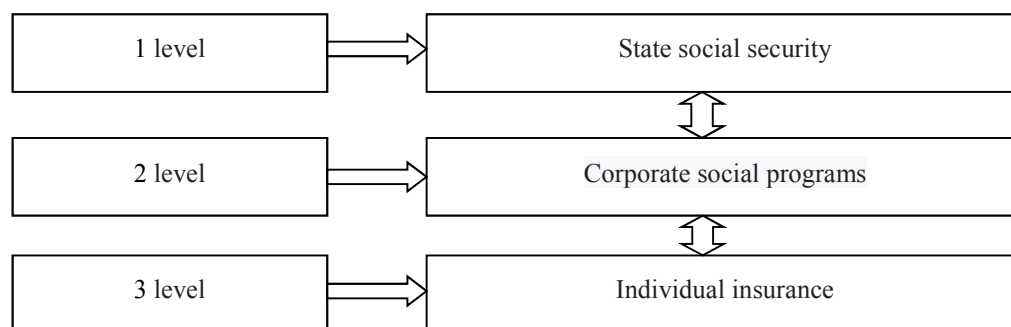 1 level
State social security
2 level
Corporate social programs
3 level
Individual insurance